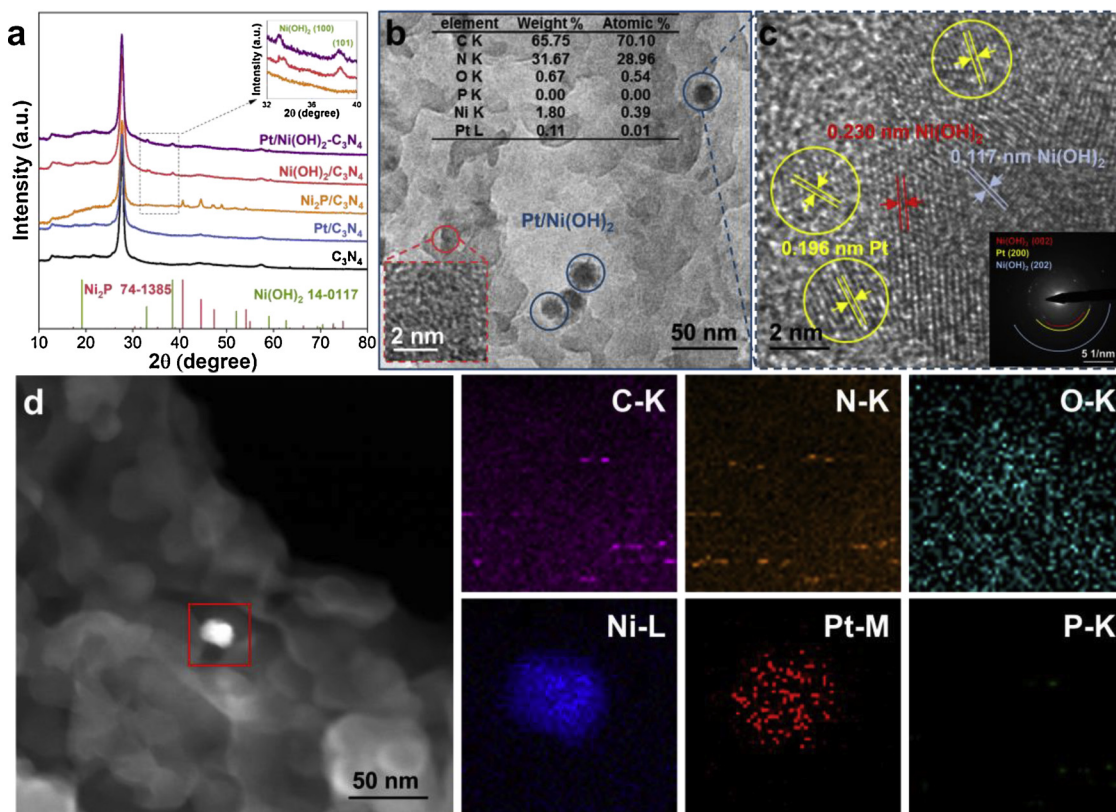 a
Intensity (a.u.)
Ni(OH)₂ (100)
(101)
Intensity (a.u.)
32 36 40
2θ (degree)
Pt/Ni(OH)₂-C₃N₄
Ni(OH)₂/C₃N₄
Ni₂P/C₃N₄
Pt/C₃N₄
C₃N₄
Ni₂P 74-1385
Ni(OH)₂ 14-0117
10 20 30 40 50 60 70 80
2θ (degree)
b
element Weight % Atomic %
C K 65.75 70.10
N K 31.67 28.96
O K 0.67 0.54
P K 0.00 0.00
Ni K 1.80 0.39
Pt L 0.11 0.01
Pt/Ni(OH)₂
2 nm
50 nm
c
0.230 nm Ni(OH)₂
0.117 nm Ni(OH)₂
0.196 nm Pt
Ni(OH)₂ (002)
Pt (200)
Ni(OH)₂ (202)
2 nm
5 1/nm
d
50 nm
C-K
N-K
O-K
Ni-L
Pt-M
P-K